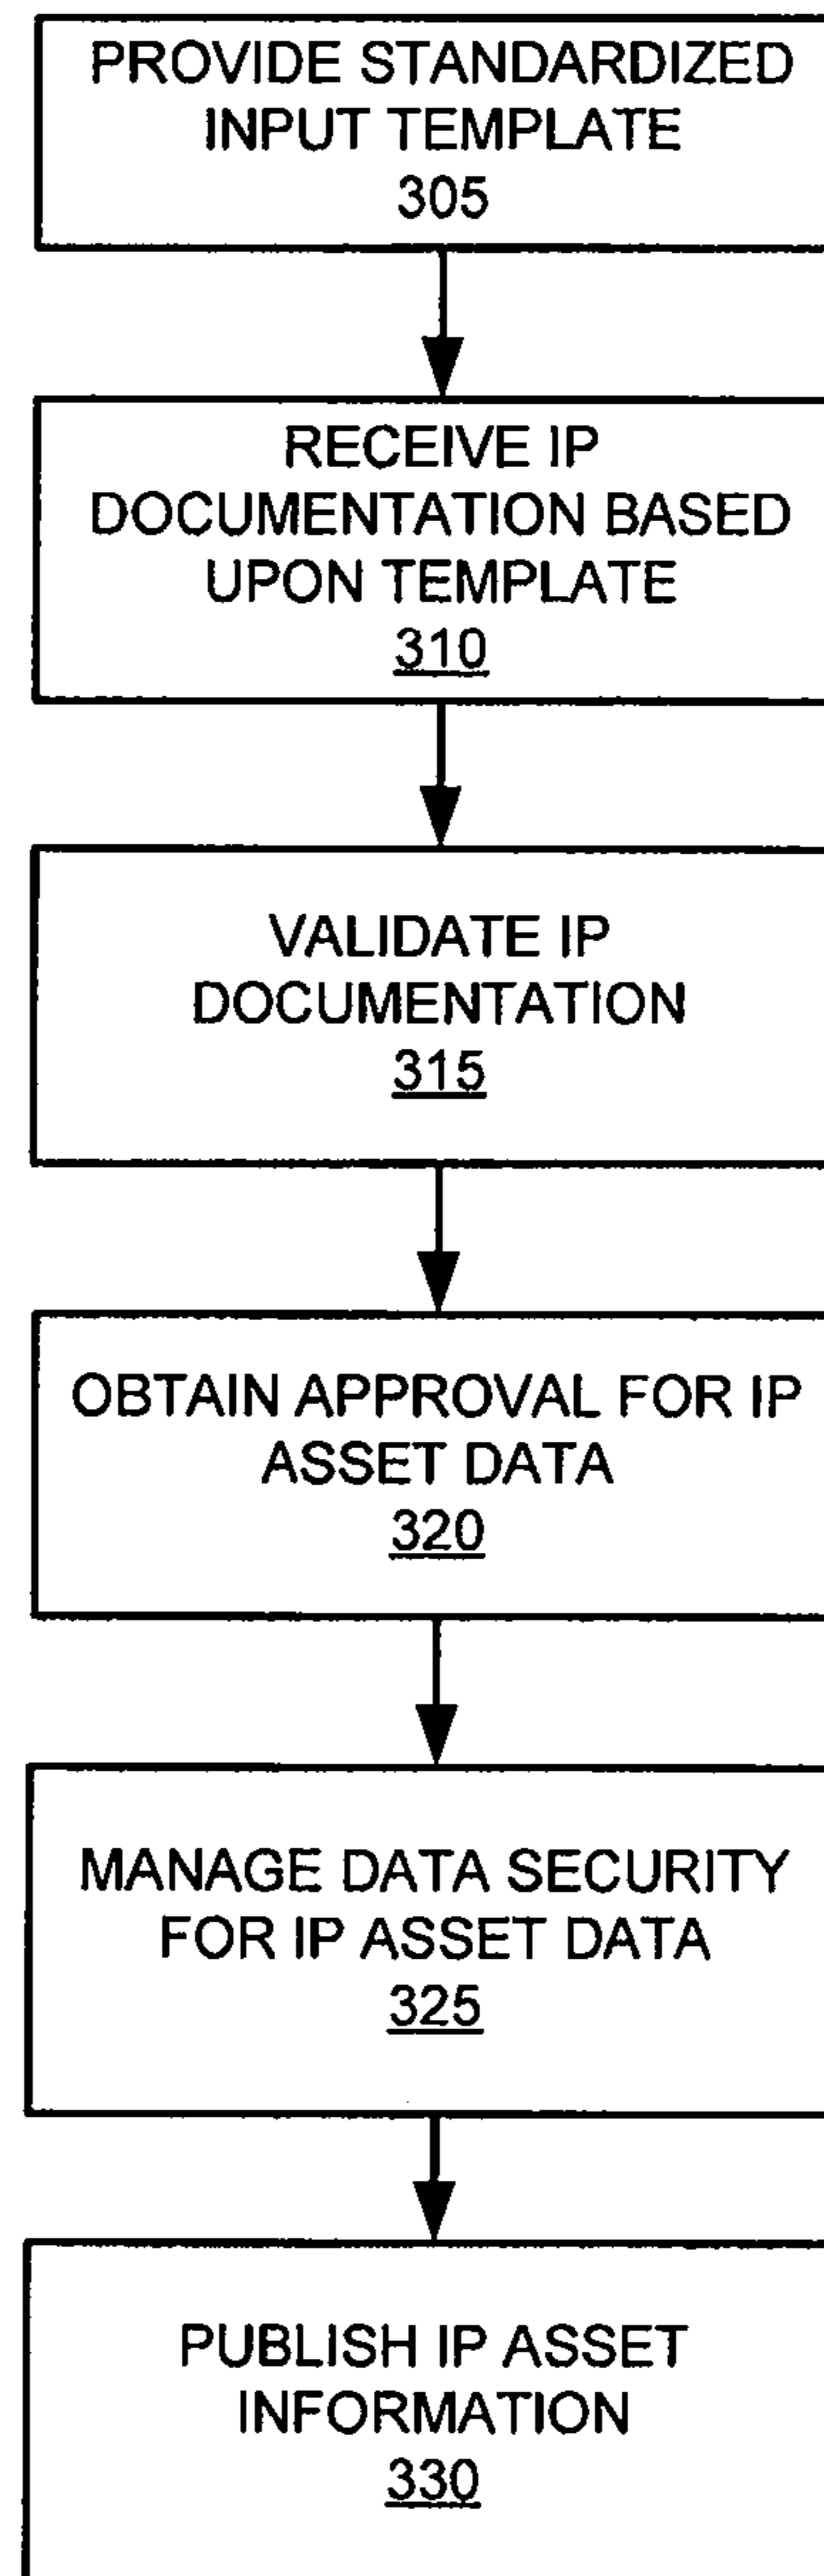 PROVIDE STANDARDIZED
INPUT TEMPLATE
305
RECEIVE IP
DOCUMENTATION BASED
UPON TEMPLATE
310
VALIDATE IP
DOCUMENTATION
315
OBTAIN APPROVAL FOR IP
ASSET DATA
320
MANAGE DATA SECURITY
FOR IP ASSET DATA
325
PUBLISH IP ASSET
INFORMATION
330